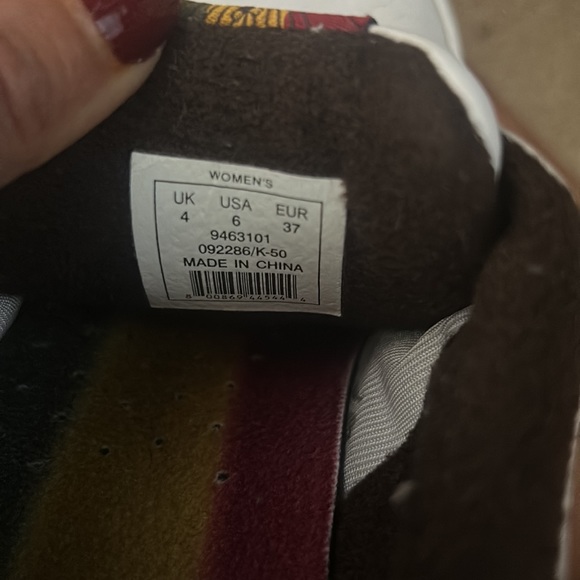 WOMEN'S
UK USA EUR
4 6 37
9463101
092286/K-50
MADE IN CHINA